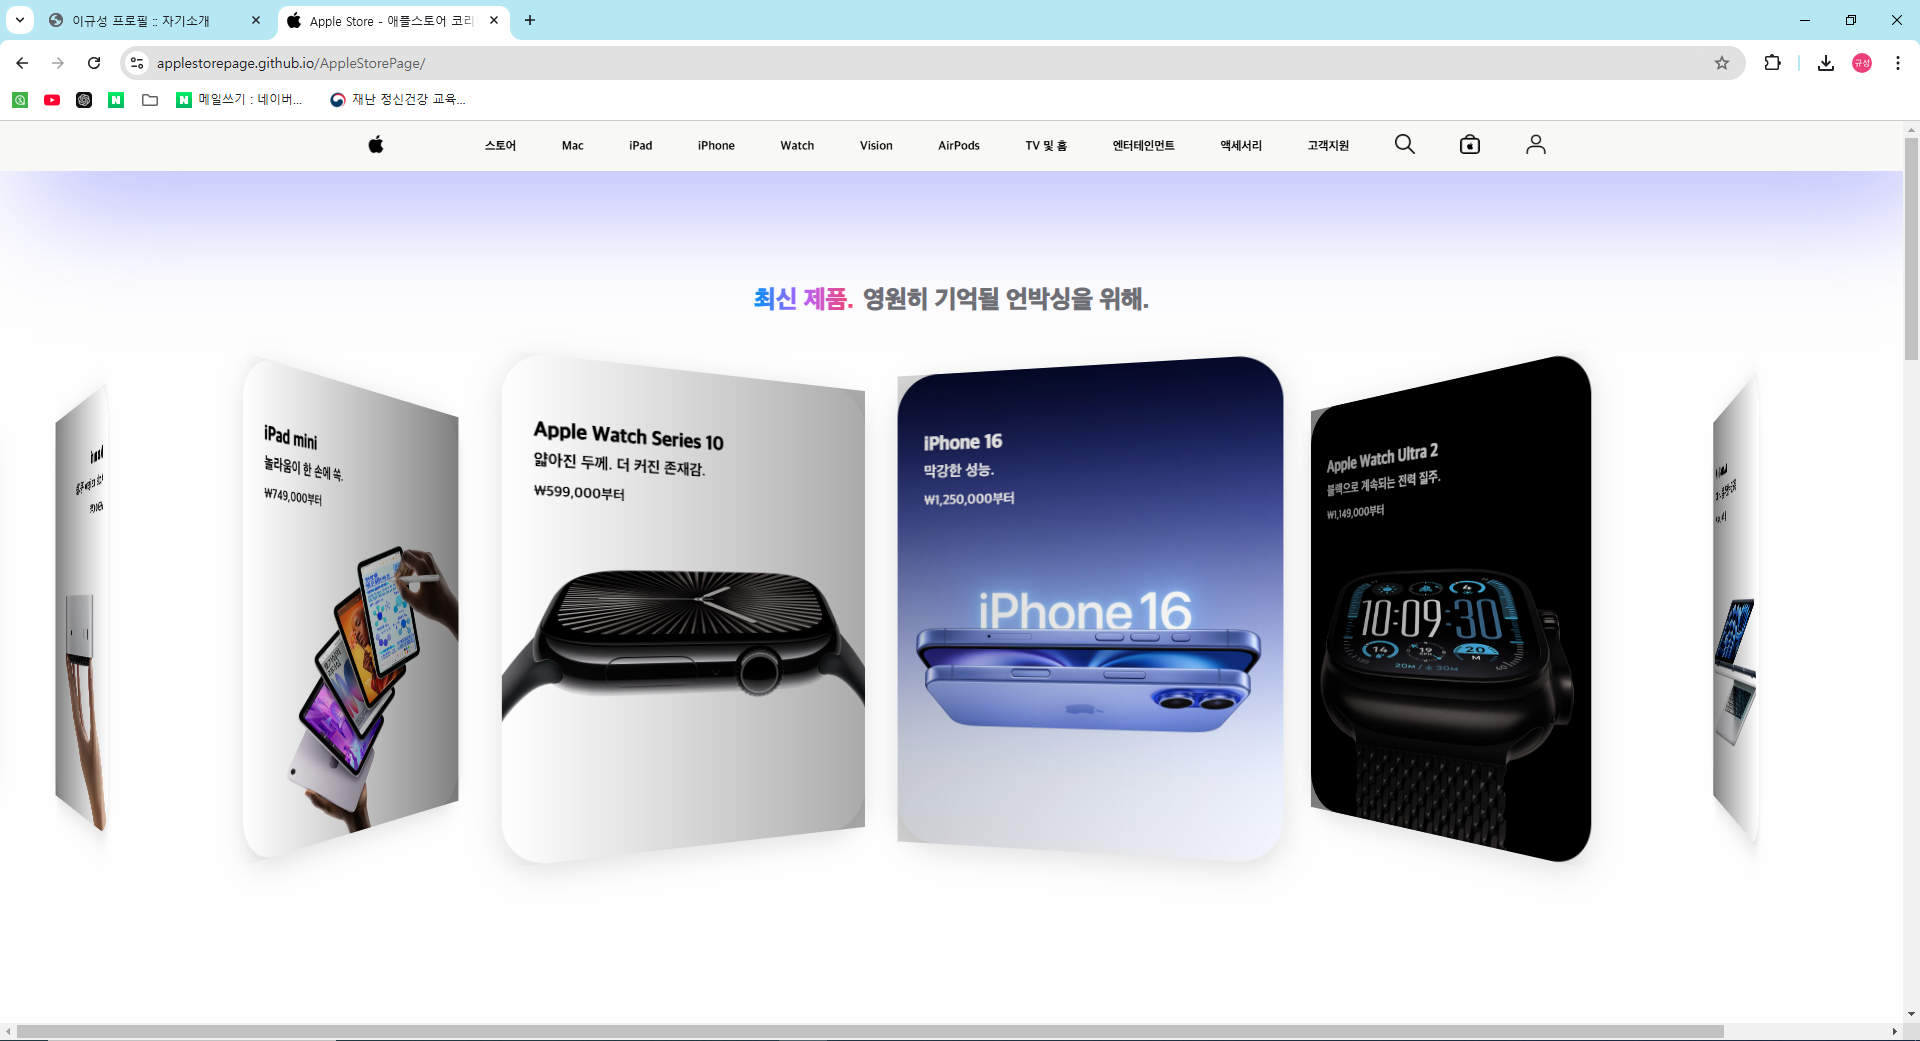 이규성 프로필 :: 자기소개
Apple Store - 애플스토어 코리
applestorepage.github.io/AppleStorePage/
규성
메일쓰기 : 네이버...
재난 정신건강 교육...
스토어 Mac iPad iPhone Watch Vision AirPods TV 및 홈 엔터테인먼트 액세서리 고객지원
최신 제품. 영원히 기억될 언박싱을 위해.
iPad mini
놀라움이 한 손에 쏙.
₩749,000부터
Apple Watch Series 10
얇아진 두께. 더 커진 존재감.
₩599,000부터
iPhone 16
막강한 성능.
₩1,250,000부터
iPhone 16
Apple Watch Ultra 2
블랙으로 계속되는 전력 질주.
₩1,149,000부터
10:09:30
14 19 20
20M / 30M